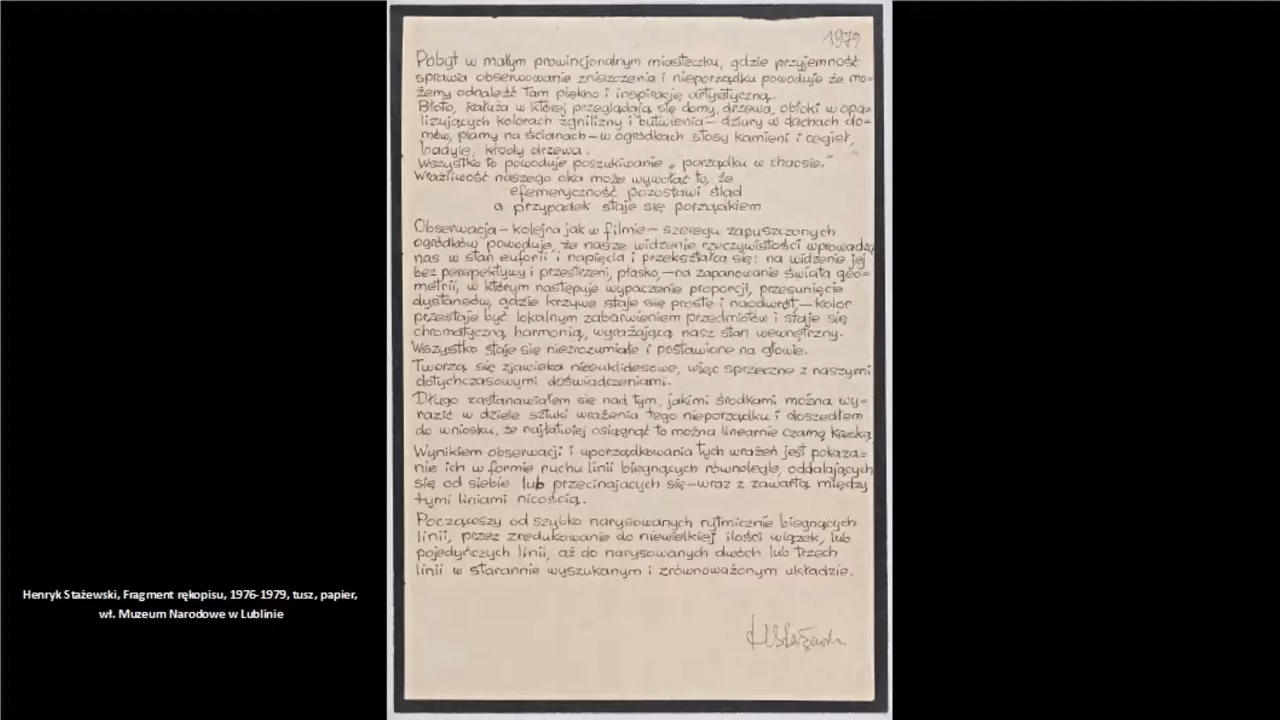 1979
Pobyt w małym prowincjonalnym miasteczku, gdzie przyjemność
sprawia obserwowanie zniszczenia i nieporządku powoduje że mo=
żemy odnaleźć tam piękno i inspirację artystyczną.
Błoto, kałuża w której przeglądają się domy, drzewa, obłoki w opa=
lizujących kolorach zgnilizny i butwienia – dziury w dachach do=
mów, plamy na ścianach – w ogródkach stosy kamieni i cegieł,
badyle, kłody drzewa.
Wszystko to powoduje poszukiwanie „porządku w chaosie."
Wrażliwość naszego oka może wywołać to, że
efemeryczność pozostawi ślad
a przypadek staje się porządkiem
Obserwacja – kolejna jak w filmie – szeregu zapuszczonych
ogródków powoduje, że nasze widzenie rzeczywistości wprowadza
nas w stan euforii i napięcia i przekształca się: na widzenie jej
bez perspektywy i przestrzeni, płasko, – na zapanowanie świata geo=
metrii, w którym następuje wypaczenie proporcji, przesunięcie
dystansów, gdzie krzywe staje się proste i naodwrót, – kolor
przestaje być lokalnym zabarwieniem przedmiotów i staje się
chromatyczną harmonią, wyrażającą nasz stan wewnętrzny.
Wszystko staje się niezrozumiałe i postawione na głowie.
Tworzą się zjawiska nieeuklidesowe, więc sprzeczne z naszymi
dotychczasowymi doświadczeniami.
Długo zastanawiałem się nad tym, jakimi środkami można wy=
razić w dziele sztuki wrażenia tego nieporządku i doszedłem
do wniosku, że najłatwiej osiągnąć to można linearnie czarną kreską
Wynikiem obserwacji i uporządkowania tych wrażeń jest pokaza=
nie ich w formie ruchu linii biegnących równolegle, oddalających
się od siebie lub przecinających się – wraz z zawartą między
tymi liniami nicością.
Począwszy od szybko narysowanych rytmicznie biegnących
linii, przez zredukowanie do niewielkiej ilości wiązek, lub
pojedyńczych linii, aż do narysowanych dwóch lub trzech
linii w starannie wyszukanym i zrównoważonym układzie.
H Stażewski
Henryk Stażewski, Fragment rękopisu, 1976-1979, tusz, papier,
wł. Muzeum Narodowe w Lublinie